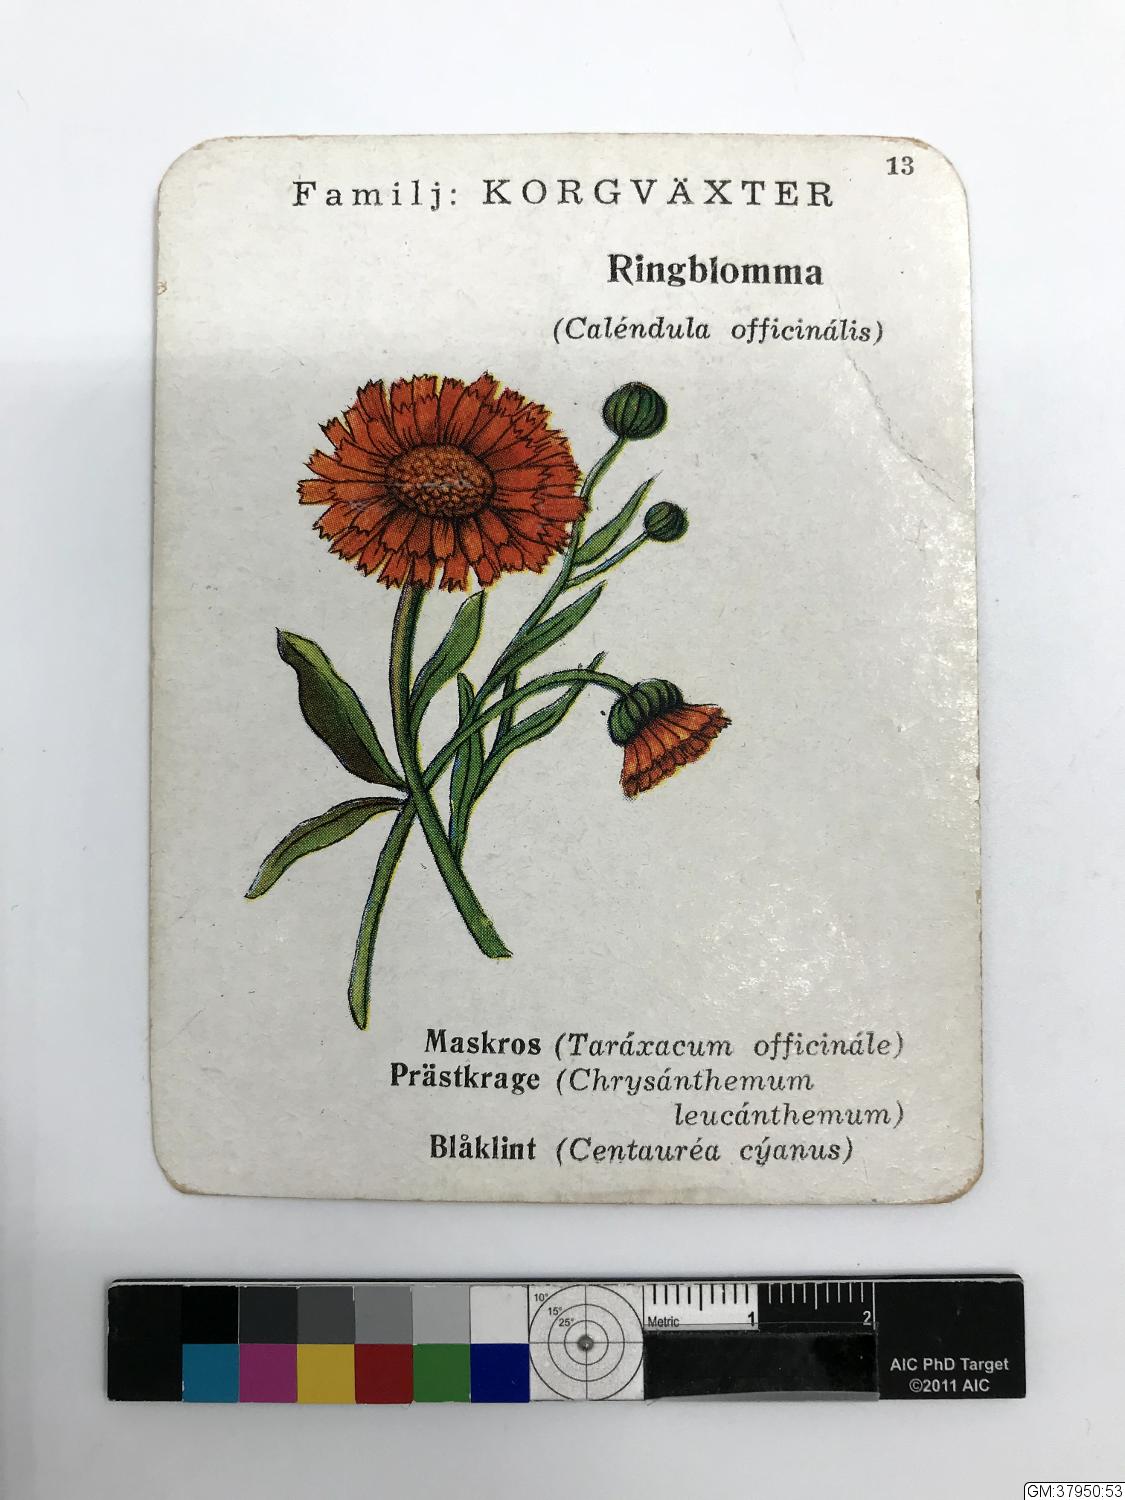 13
Familj: KORGVÄXTER
Ringblomma
(Caléndula officinális)
Maskros (Taráxacum officinále)
Prästkrage (Chrysánthemum
leucánthemum)
Blåklint (Centauréa cýanus)
10°
15°
25°
Metric
1
2
AIC PhD Target
©2011 AIC
GM:37950:53